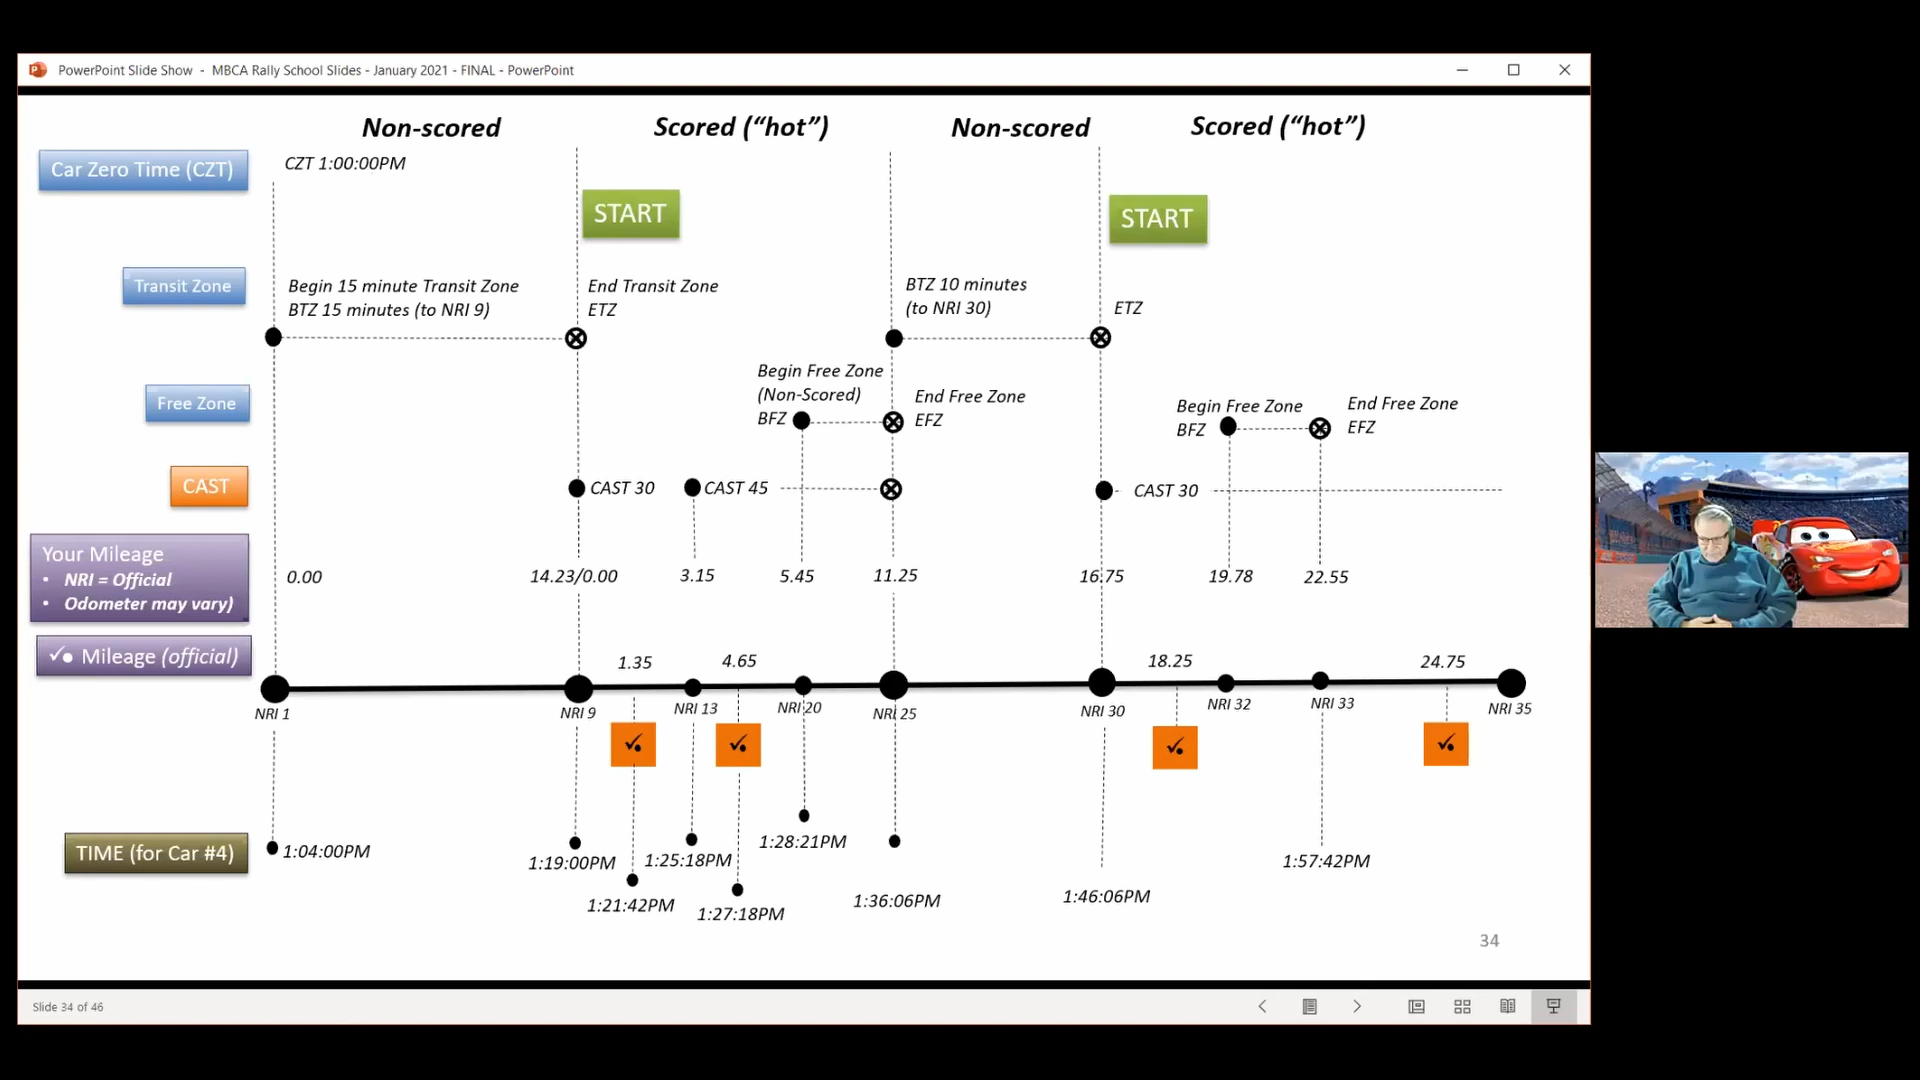 PowerPoint Slide Show - MBCA Rally School Slides - January 2021 - FINAL - PowerPoint
Non-scored
Scored (“hot”)
Non-scored
Scored (“hot”)
Car Zero Time (CZT)
CZT 1:00:00PM
START
START
Transit Zone
Begin 15 minute Transit Zone
BTZ 15 minutes (to NRI 9)
End Transit Zone
ETZ
BTZ 10 minutes
(to NRI 30)
ETZ
Free Zone
Begin Free Zone
(Non-Scored)
BFZ
End Free Zone
EFZ
Begin Free Zone
BFZ
End Free Zone
EFZ
CAST
CAST 30
CAST 45
CAST 30
Your Mileage
• NRI = Official
• Odometer may vary)
0.00
14.23/0.00
3.15
5.45
11.25
16.75
19.78
22.55
Mileage (official)
1.35
4.65
18.25
24.75
NRI 1
NRI 9
NRI 13
NRI 20
NRI 25
NRI 30
NRI 32
NRI 33
NRI 35
TIME (for Car #4)
1:04:00PM
1:19:00PM
1:21:42PM
1:25:18PM
1:27:18PM
1:28:21PM
1:36:06PM
1:46:06PM
1:57:42PM
34
Slide 34 of 46